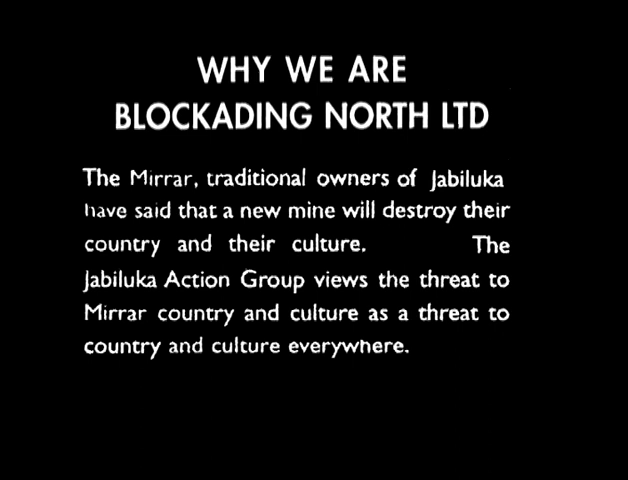 WHY WE ARE
BLOCKADING NORTH LTD
The Mirrar, traditional owners of Jabiluka
have said that a new mine will destroy their
country and their culture. The
Jabiluka Action Group views the threat to
Mirrar country and culture as a threat to
country and culture everywhere.